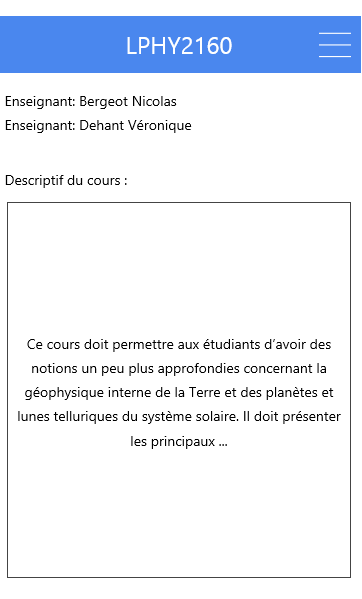 LPHY2160
Enseignant: Bergeot Nicolas
Enseignant: Dehant Véronique
Descriptif du cours :
Ce cours doit permettre aux étudiants d’avoir des
notions un peu plus approfondies concernant la
géophysique interne de la Terre et des planètes et
lunes telluriques du système solaire. Il doit présenter
les principaux ...